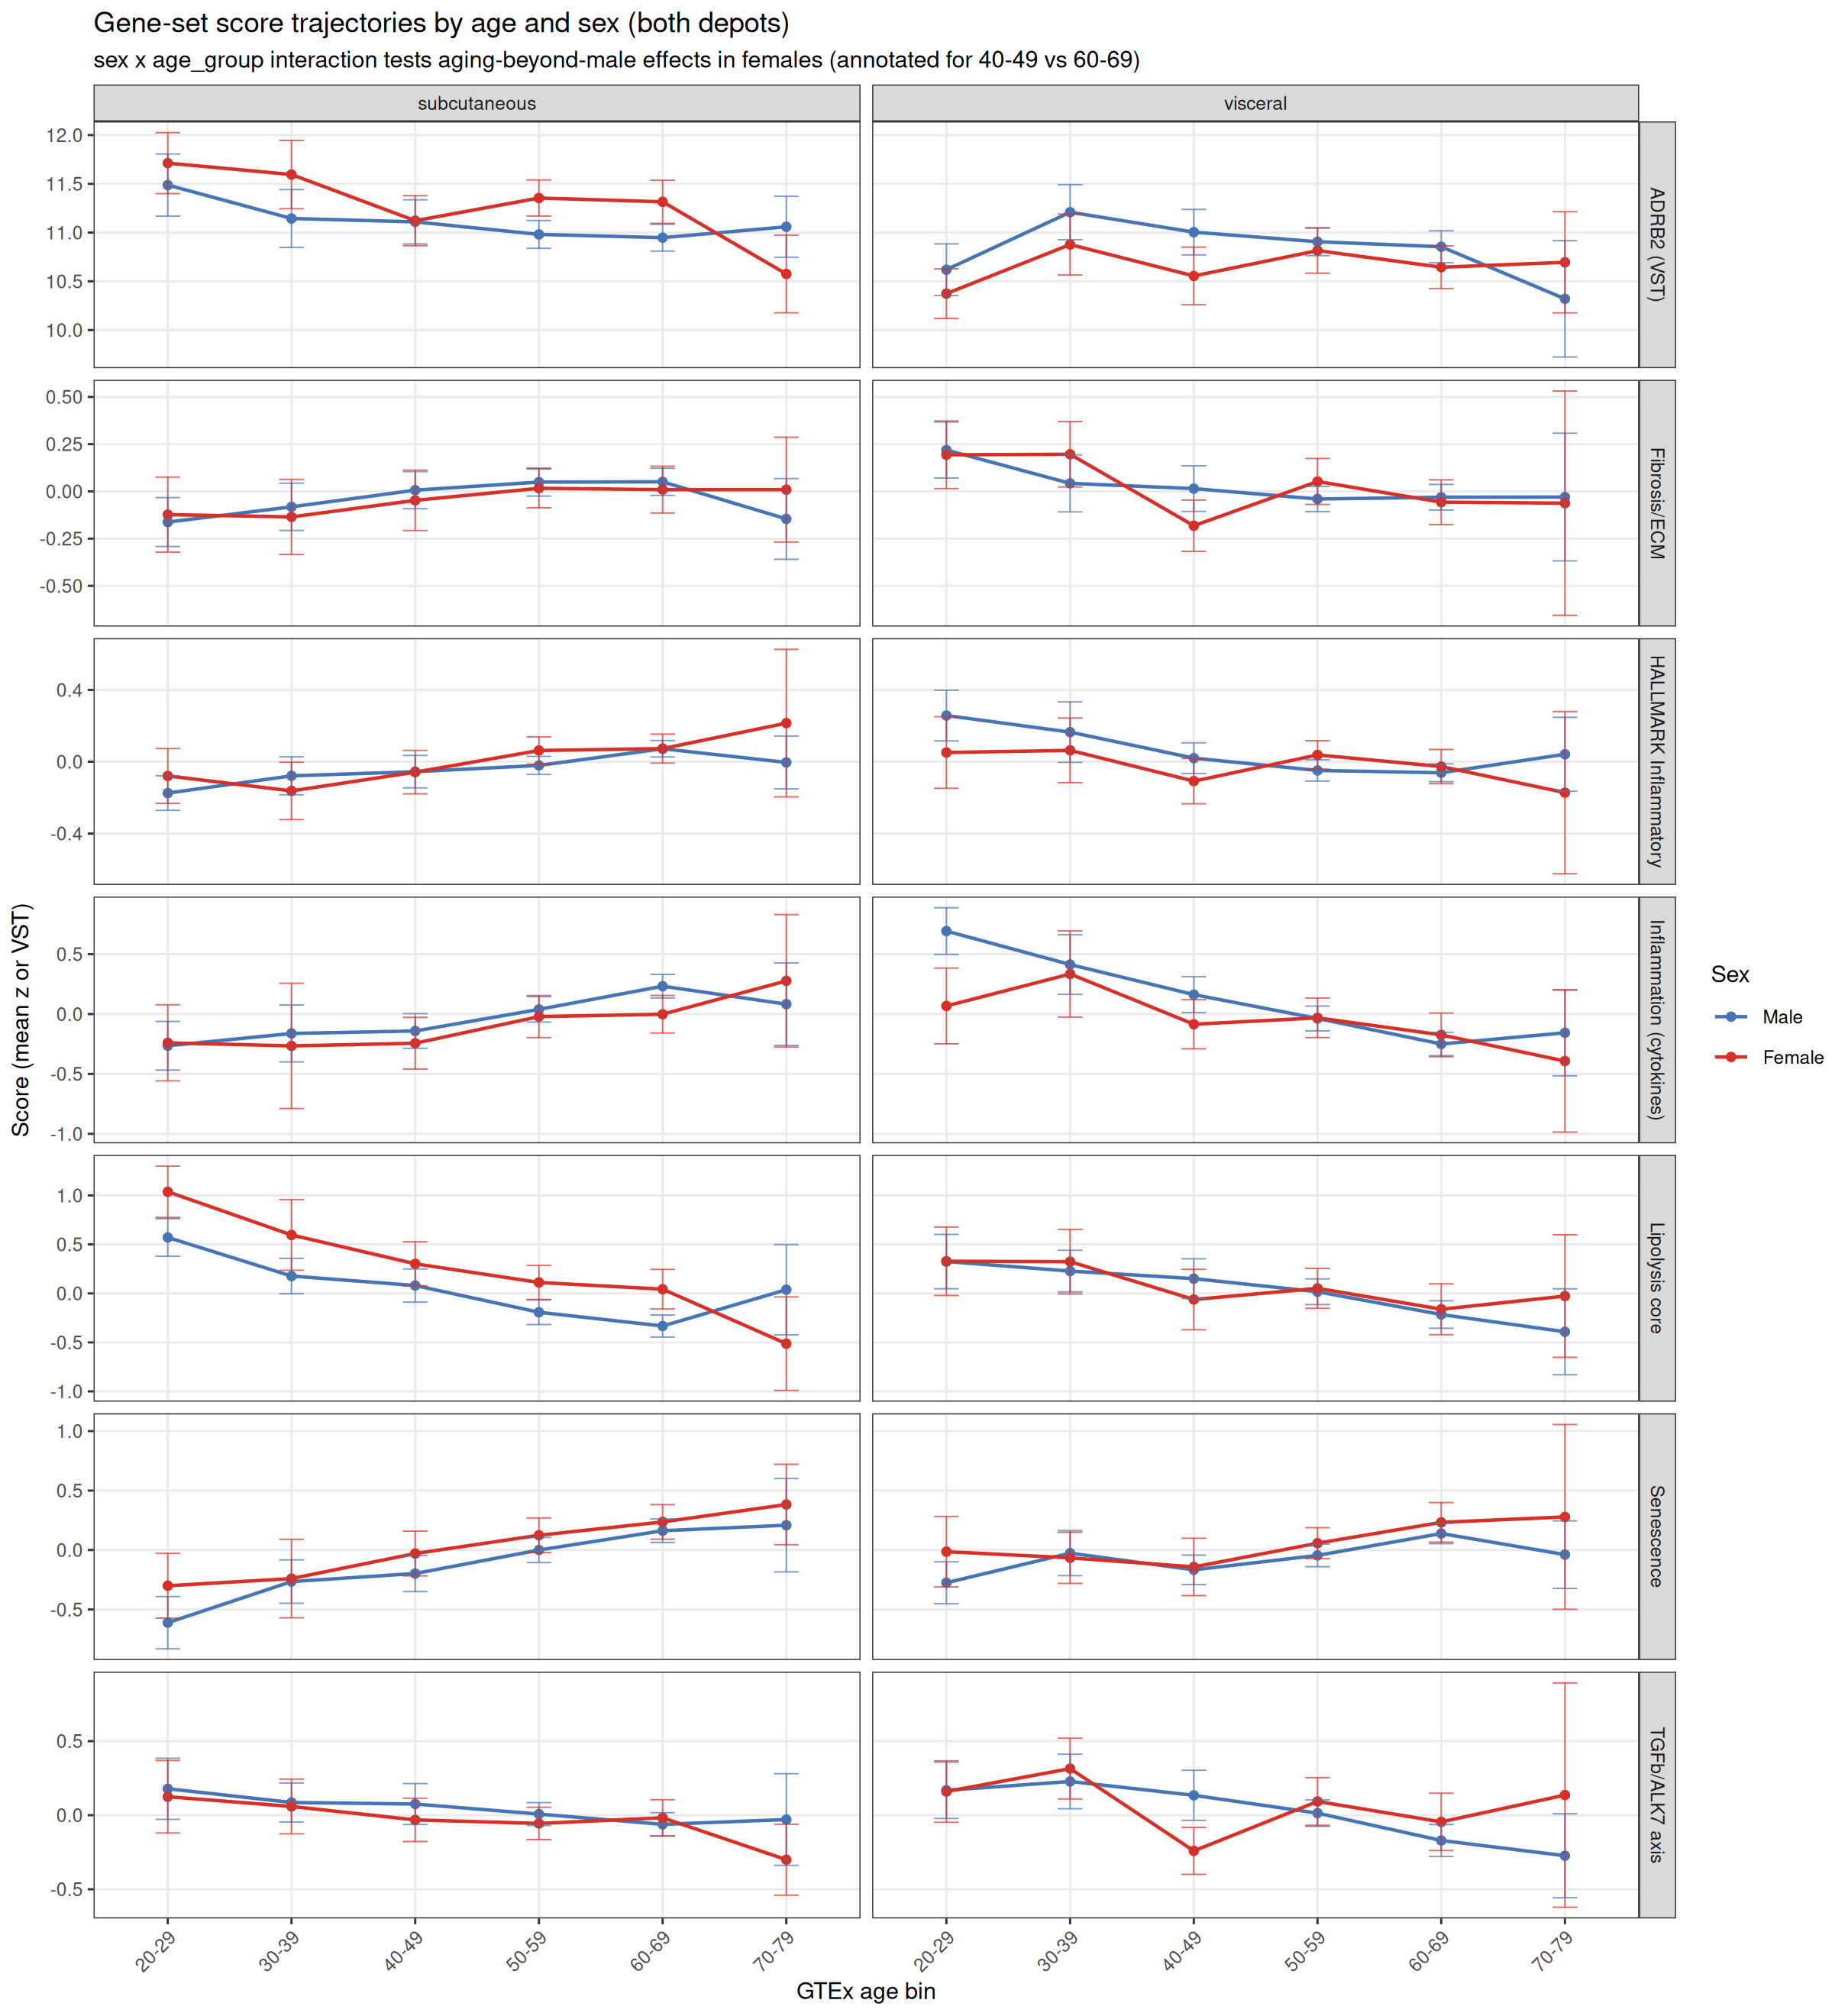 Gene-set score trajectories by age and sex (both depots)
sex x age_group interaction tests aging-beyond-male effects in females (annotated for 40-49 vs 60-69)
subcutaneous
visceral
12.0
11.5
11.0
10.5
10.0
ADRB2 (VST)
0.50
0.25
0.00
-0.25
-0.50
Fibrosis/ECM
0.4
0.0
-0.4
HALLMARK Inflammatory
0.5
0.0
-0.5
-1.0
Inflammation (cytokines)
1.0
0.5
0.0
-0.5
-1.0
Lipolysis core
1.0
0.5
0.0
-0.5
Senescence
0.5
0.0
-0.5
TGFb/ALK7 axis
Score (mean z or VST)
20-29
30-39
40-49
50-59
60-69
70-79
20-29
30-39
40-49
50-59
60-69
70-79
GTEx age bin
Sex
Male
Female